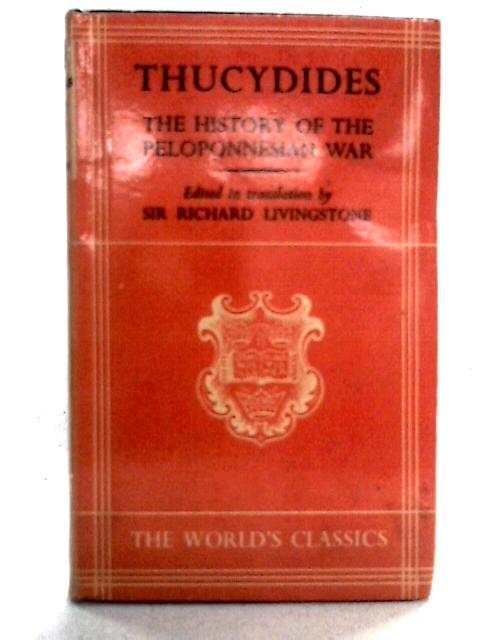 THUCYDIDES
THE HISTORY OF THE
PELOPONNESIAN WAR
Edited in translation by
SIR RICHARD LIVINGSTONE
THE WORLD'S CLASSICS